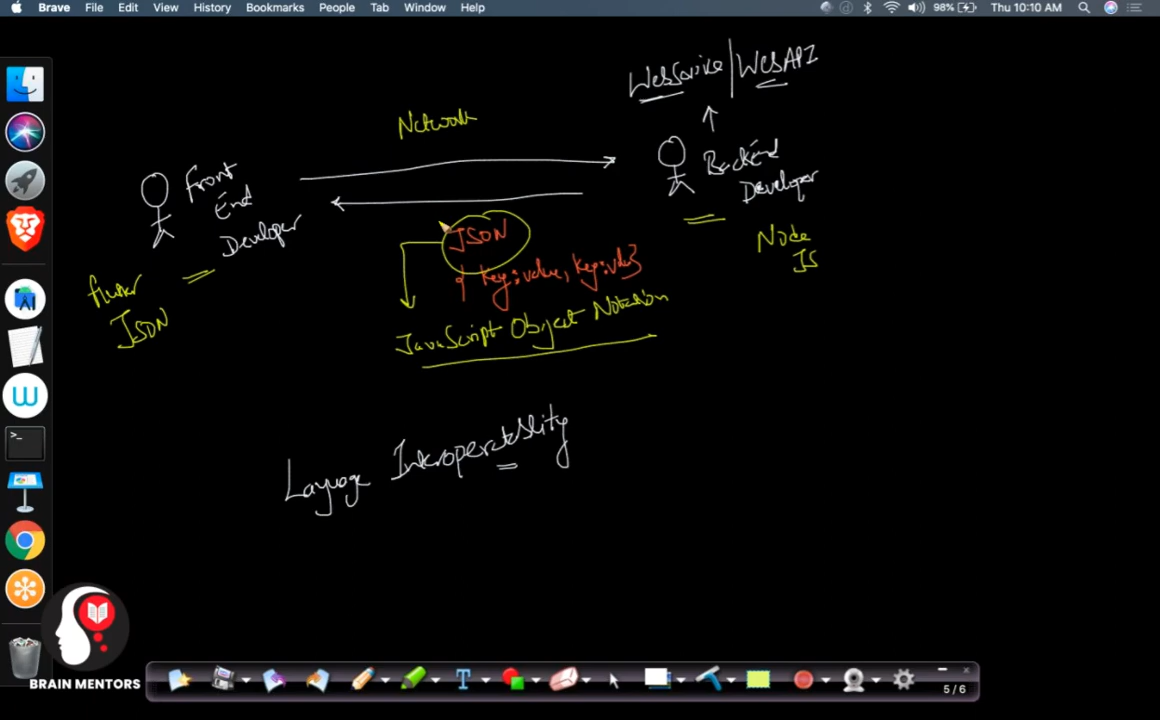 Brave File Edit View History Bookmarks People Tab Window Help
98% Thu 10:10 AM
WebService | WebAPI
Network
Front
End
Developer
BackEnd
Developer
Node
JS
flutter
JSON
JSON
{ key:value, key:value}
JavaScript Object Notation
Language Interoperability
BRAIN MENTORS
T
5 / 6